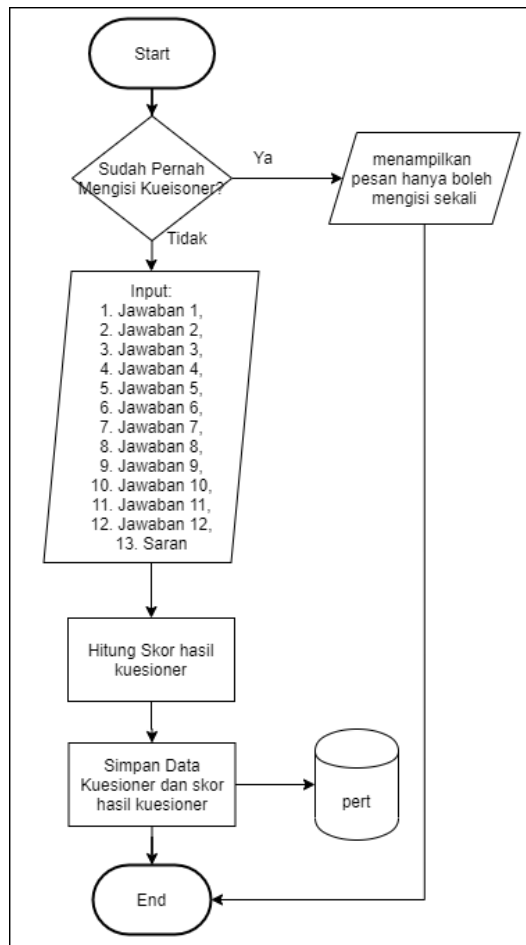 Start
Sudah Pernah
Mengisi Kueisoner?
Ya
menampilkan
pesan hanya boleh
mengisi sekali
Tidak
Input:
1. Jawaban 1,
2. Jawaban 2,
3. Jawaban 3,
4. Jawaban 4,
5. Jawaban 5,
6. Jawaban 6,
7. Jawaban 7,
8. Jawaban 8,
9. Jawaban 9,
10. Jawaban 10,
11. Jawaban 11,
12. Jawaban 12,
13. Saran
Hitung Skor hasil
kuesioner
Simpan Data
Kuesioner dan skor
hasil kuesioner
pert
End